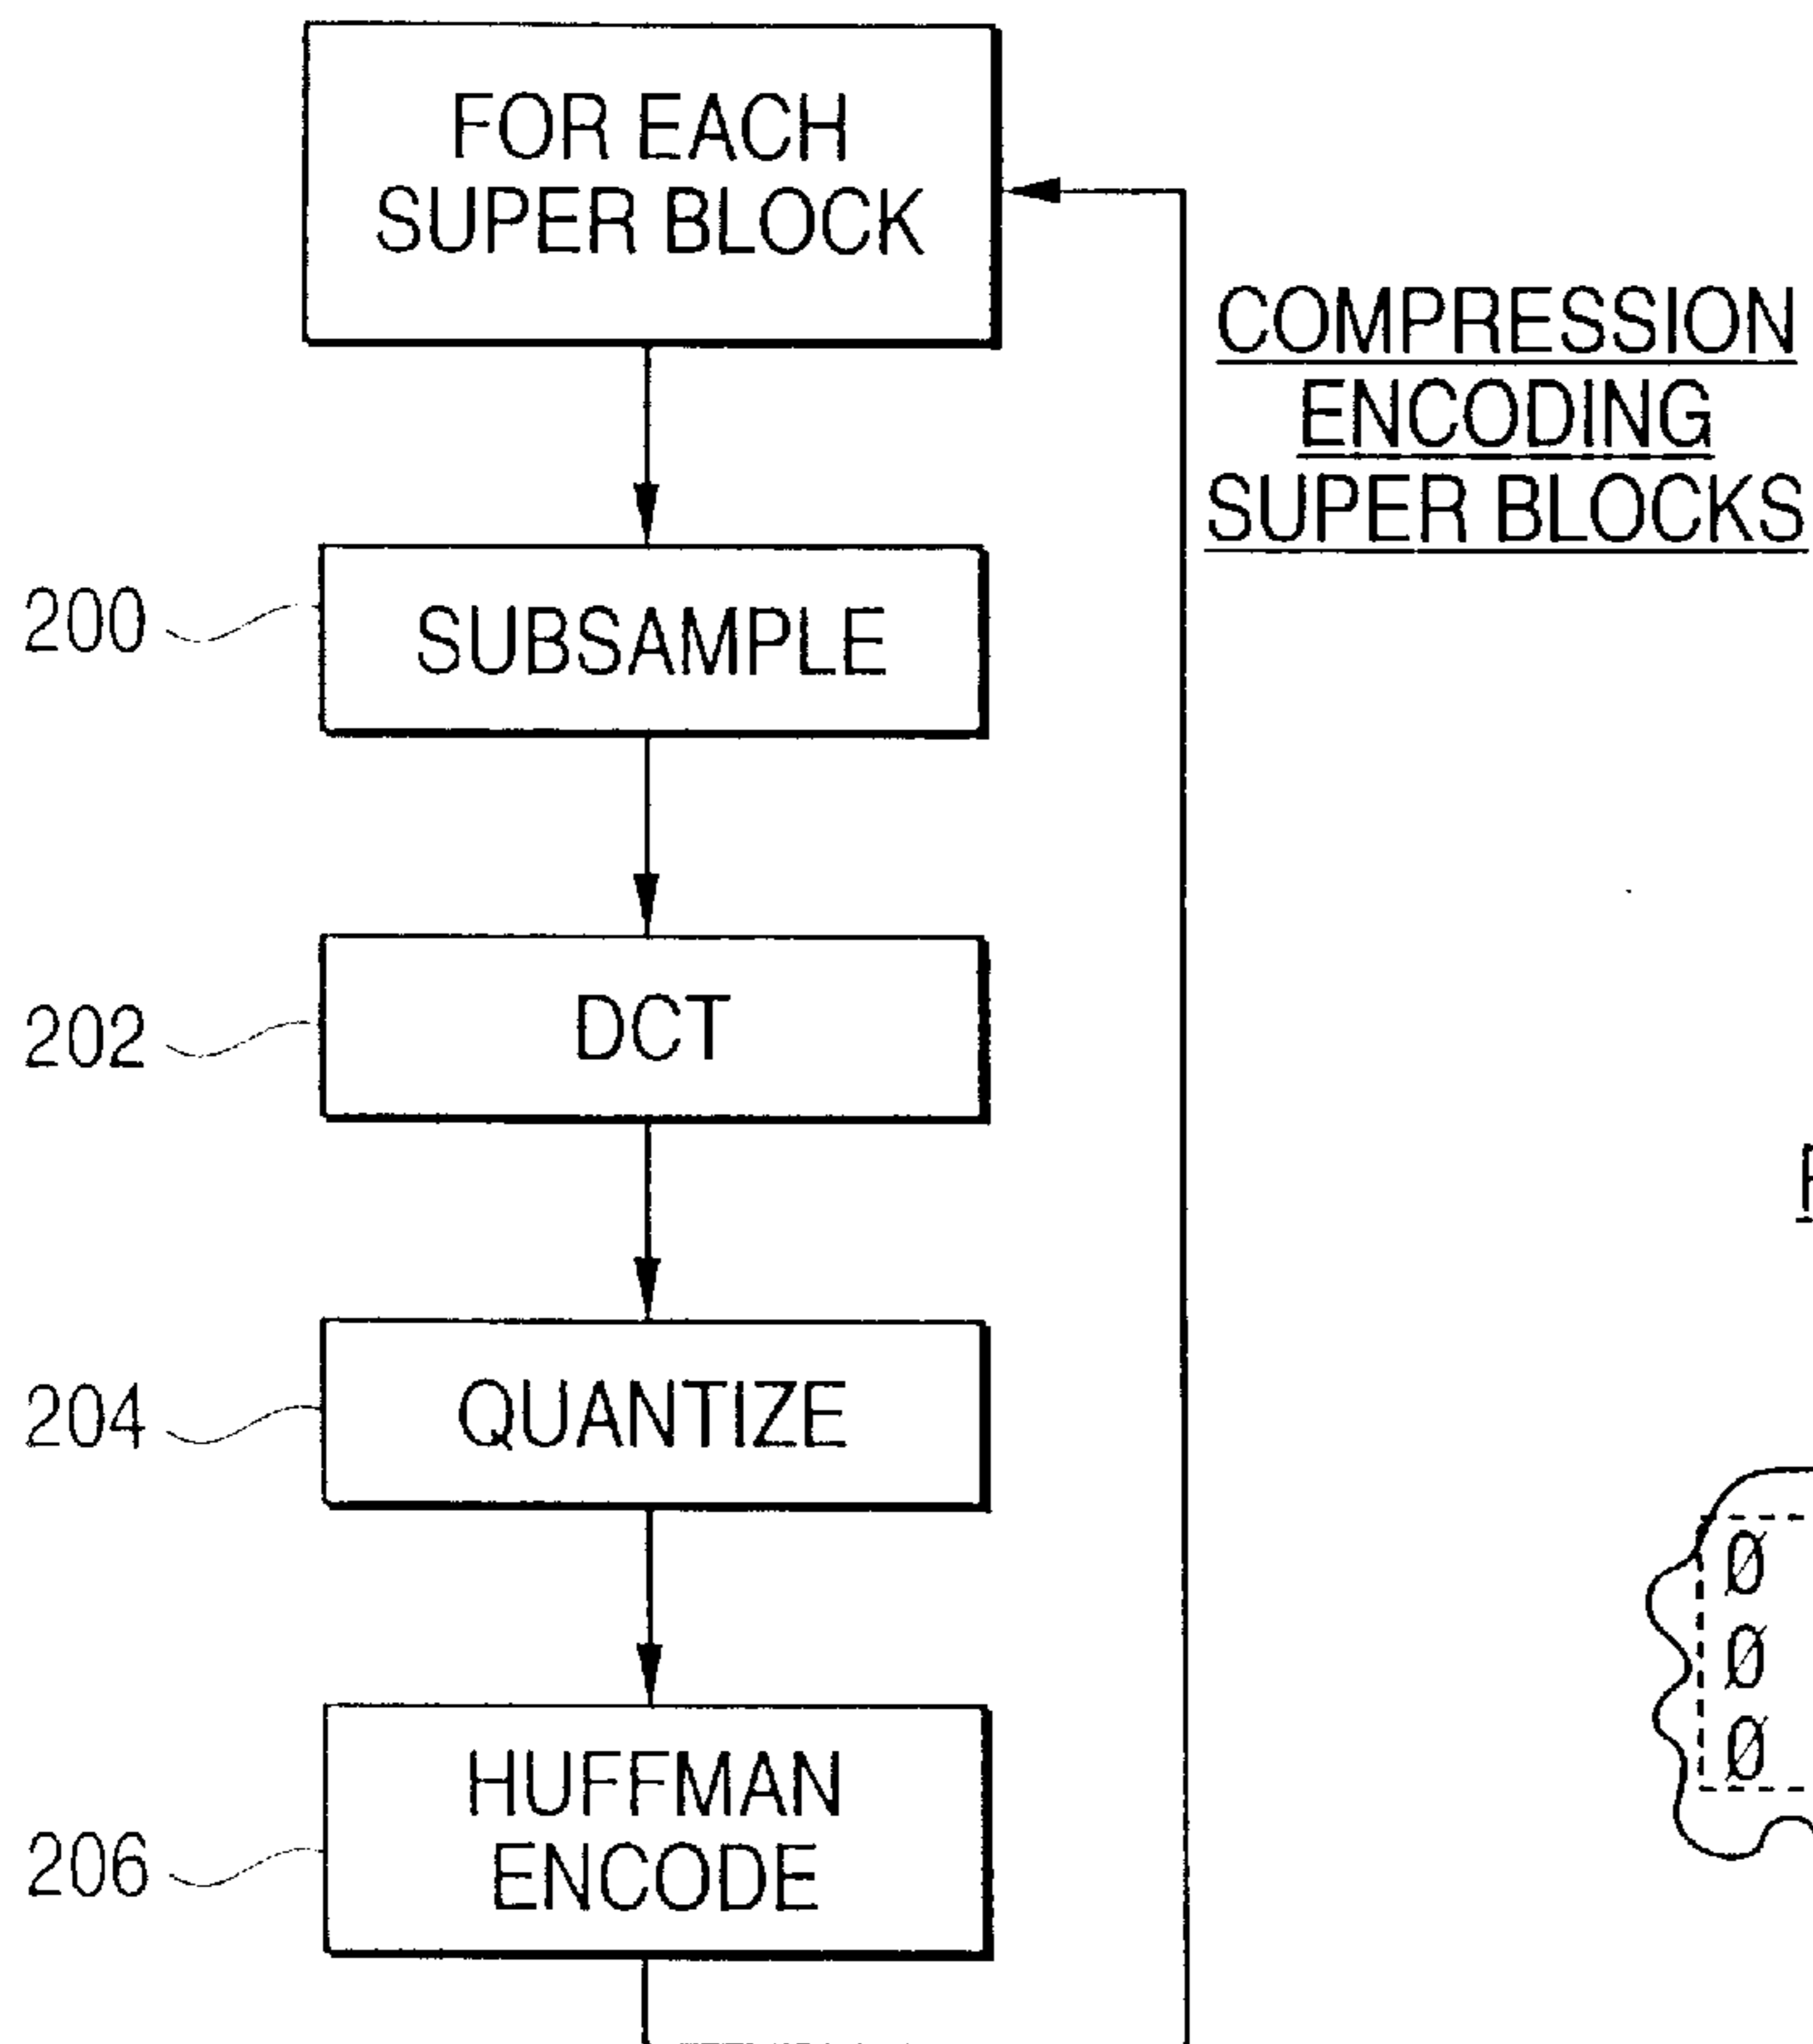 FOR EACH
SUPER BLOCK
COMPRESSION
ENCODING
SUPER BLOCKS
200
SUBSAMPLE
202
DCT
204
QUANTIZE
Ø
Ø
Ø
206
HUFFMAN
ENCODE